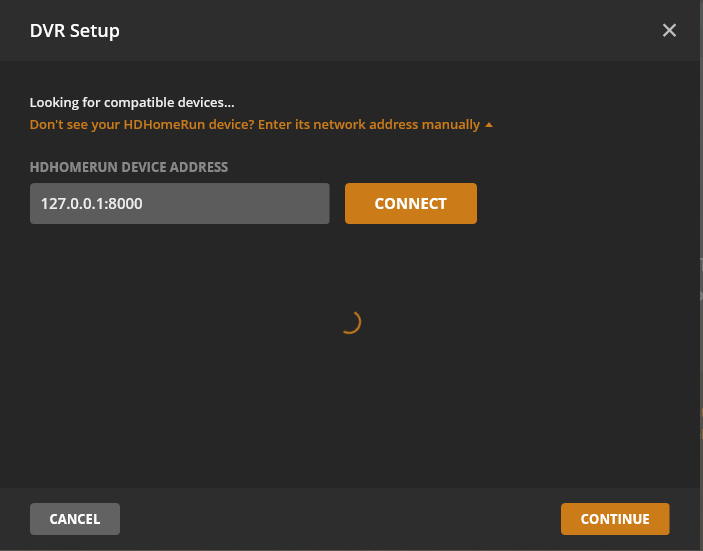 DVR Setup
Looking for compatible devices...
Don't see your HDHomeRun device? Enter its network address manually
HDHOMERUN DEVICE ADDRESS
127.0.0.1:8000
CONNECT
CANCEL
CONTINUE